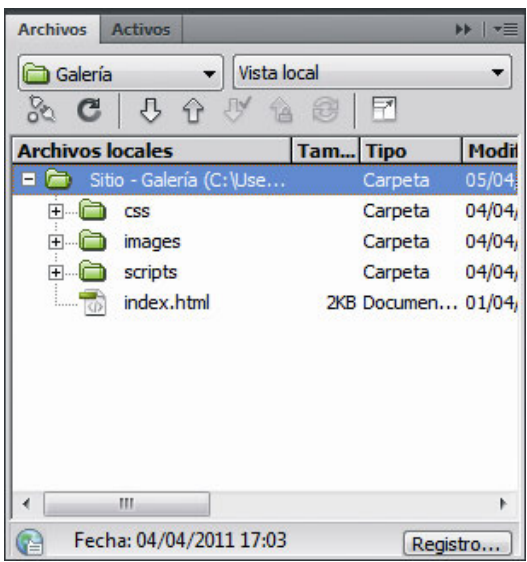 Archivos Activos
Galería Vista local
Archivos locales Tam... Tipo Modif
Sitio - Galería (C:\Use... Carpeta 05/04
css Carpeta 04/04/
images Carpeta 04/04/
scripts Carpeta 04/04/
index.html 2KB Documen... 01/04/
Fecha: 04/04/2011 17:03 Registro...